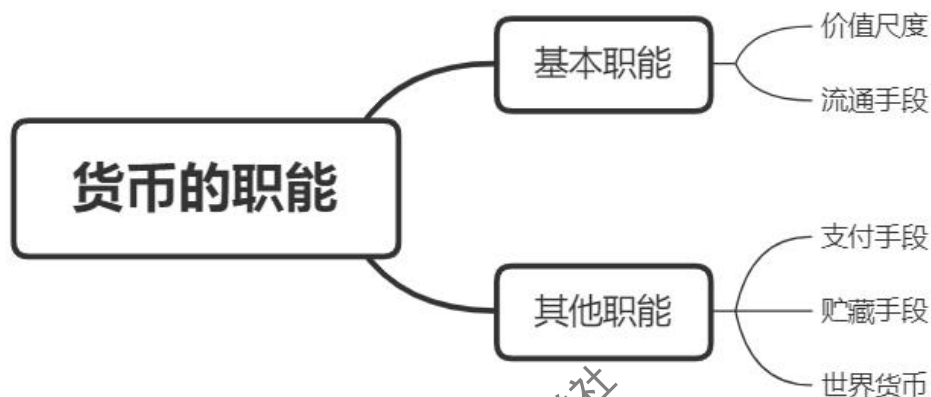 货币的职能
基本职能
价值尺度
流通手段
其他职能
支付手段
贮藏手段
世界货币
社